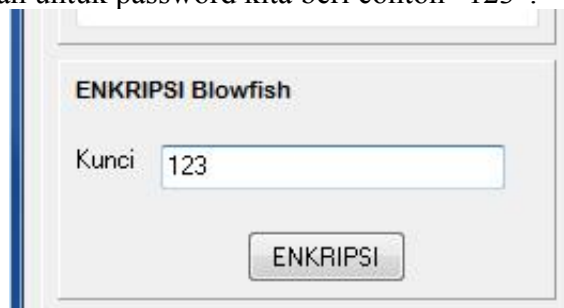 untuk password kita beri contoh "123".
ENKRIPSI Blowfish
Kunci 123
ENKRIPSI